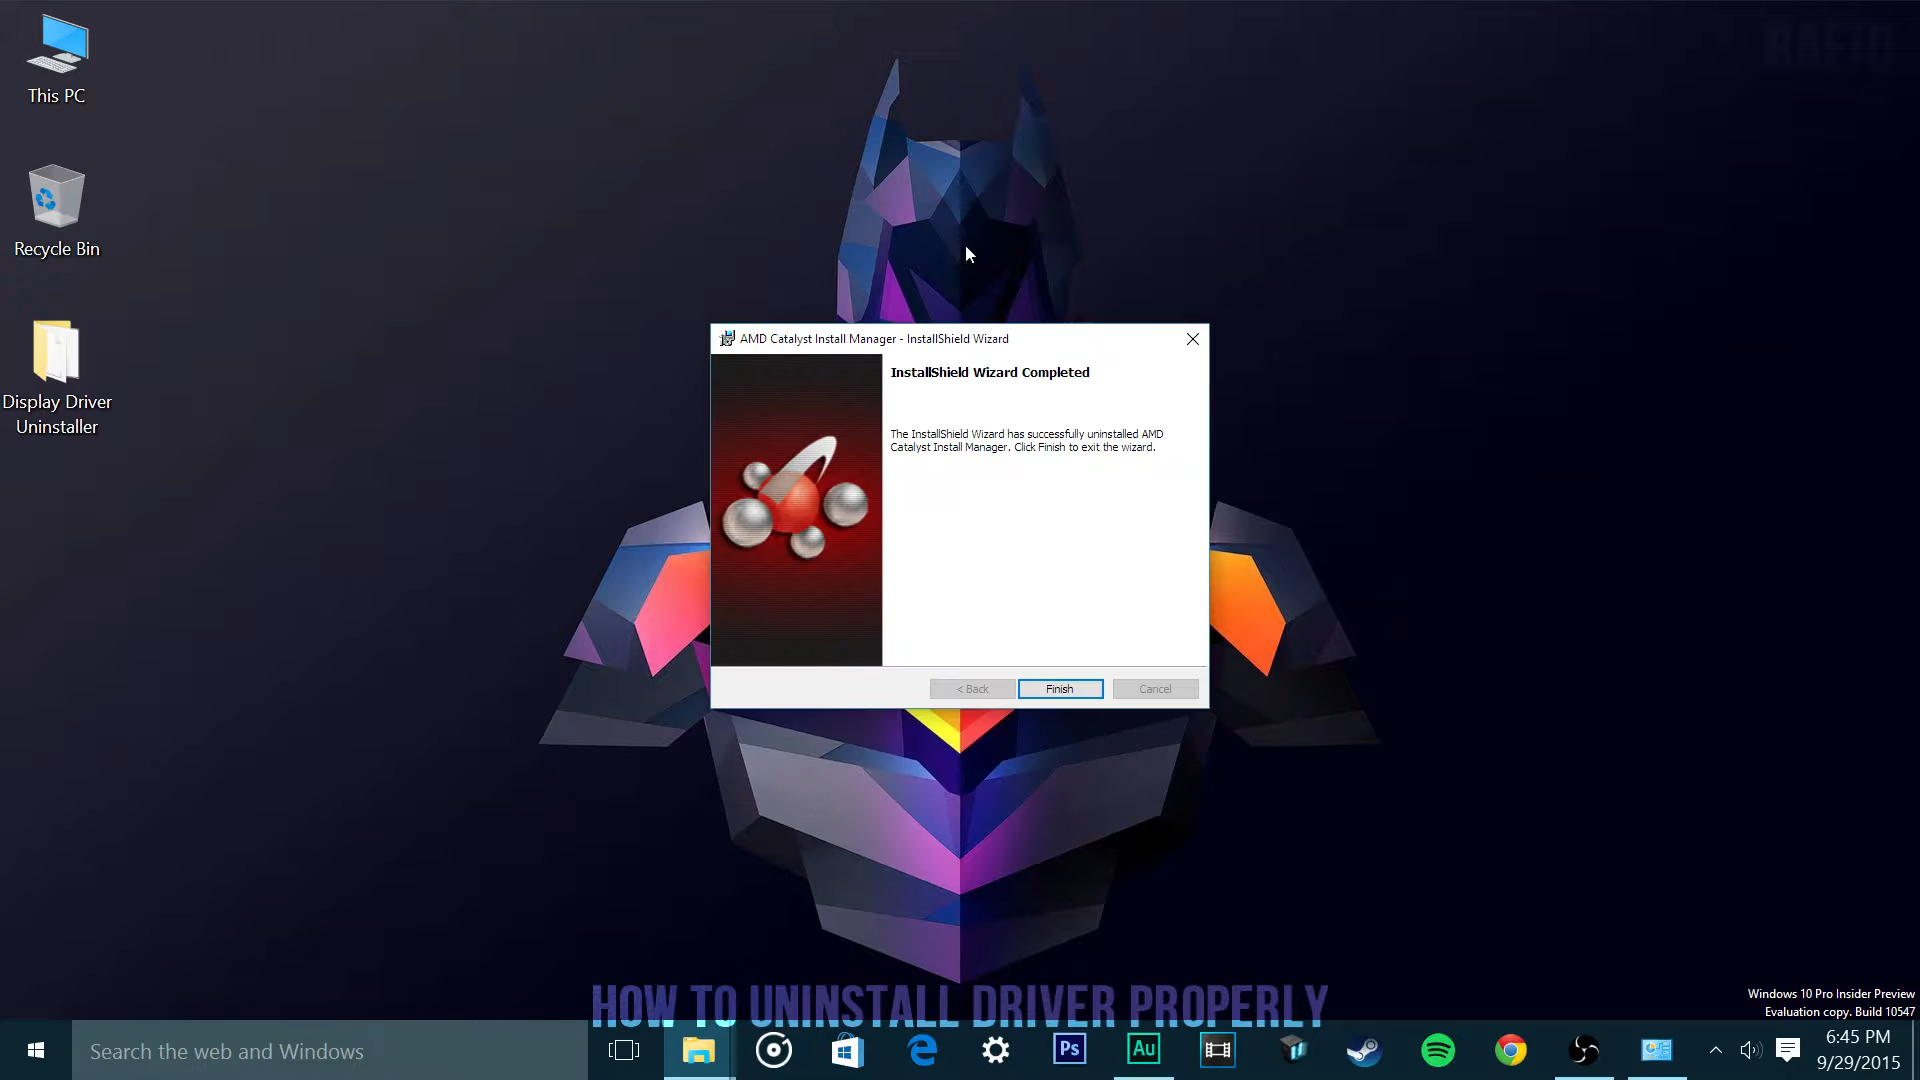 RAFiQ
This PC
Recycle Bin
Display Driver
Uninstaller
AMD Catalyst Install Manager - InstallShield Wizard
InstallShield Wizard Completed
The InstallShield Wizard has successfully uninstalled AMD
Catalyst Install Manager. Click Finish to exit the wizard.
< Back
Finish
Cancel
HOW TO UNINSTALL DRIVER PROPERLY
Windows 10 Pro Insider Preview
Evaluation copy. Build 10547
Search the web and Windows
Ps
Au
6:45 PM
9/29/2015